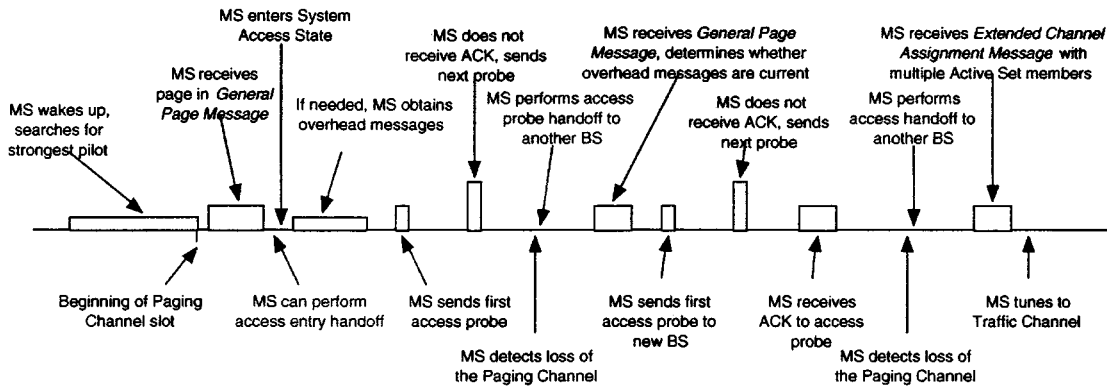 MS enters System
Access State
MS receives
page in General
Page Message
MS wakes up,
searches for
strongest pilot
If needed, MS obtains
overhead messages
MS does not
receive ACK, sends
next probe
MS performs access
probe handoff to
another BS
MS receives General Page
Message, determines whether
overhead messages are current
MS does not
receive ACK, sends
next probe
MS receives Extended Channel
Assignment Message with
multiple Active Set members
MS performs
access handoff to
another BS
Beginning of Paging
Channel slot
MS can perform
access entry handoff
MS sends first
access probe
MS detects loss of
the Paging Channel
MS sends first
access probe to
new BS
MS receives
ACK to access
probe
MS detects loss of
the Paging Channel
MS tunes to
Traffic Channel